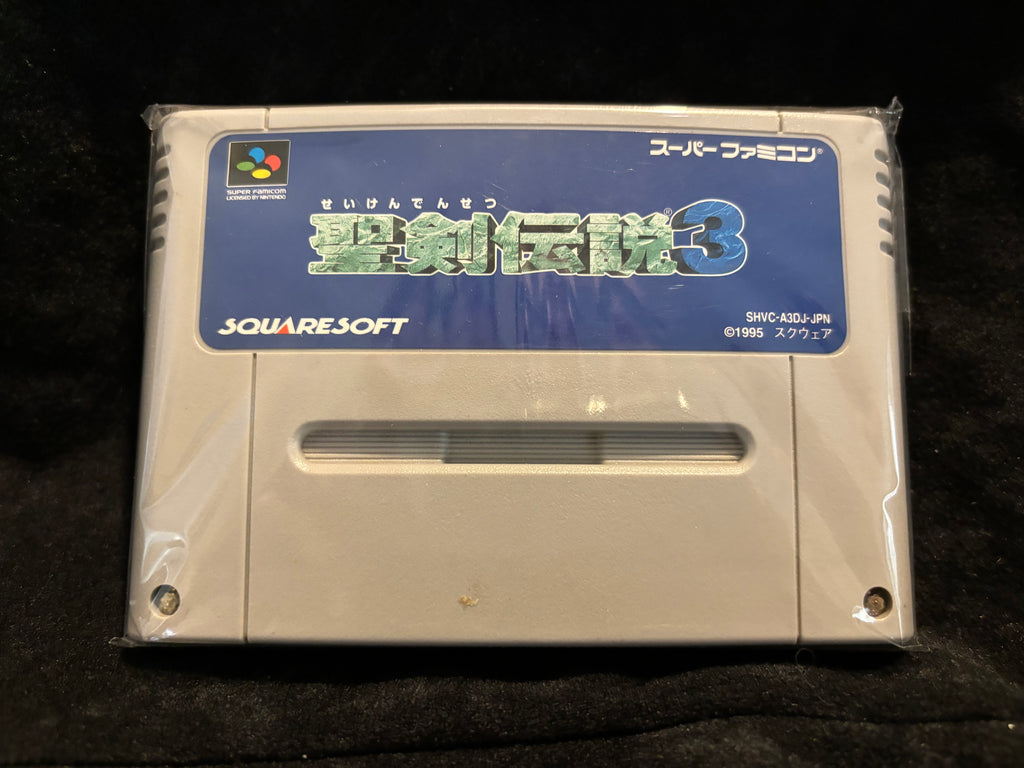 スーパーファミコン®
SUPER FAMICOM
LICENSED BY NINTENDO
せいけんでんせつ
聖剣伝説®3
SQUARESOFT
SHVC-A3DJ-JPN
©1995 スクウェア